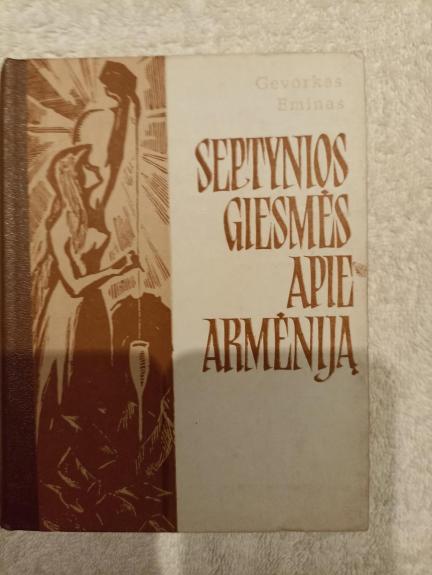 Gevorkas
Eminas
SEPTYNIOS
GIESMĖS
APIE
ARMĖNIJĄ